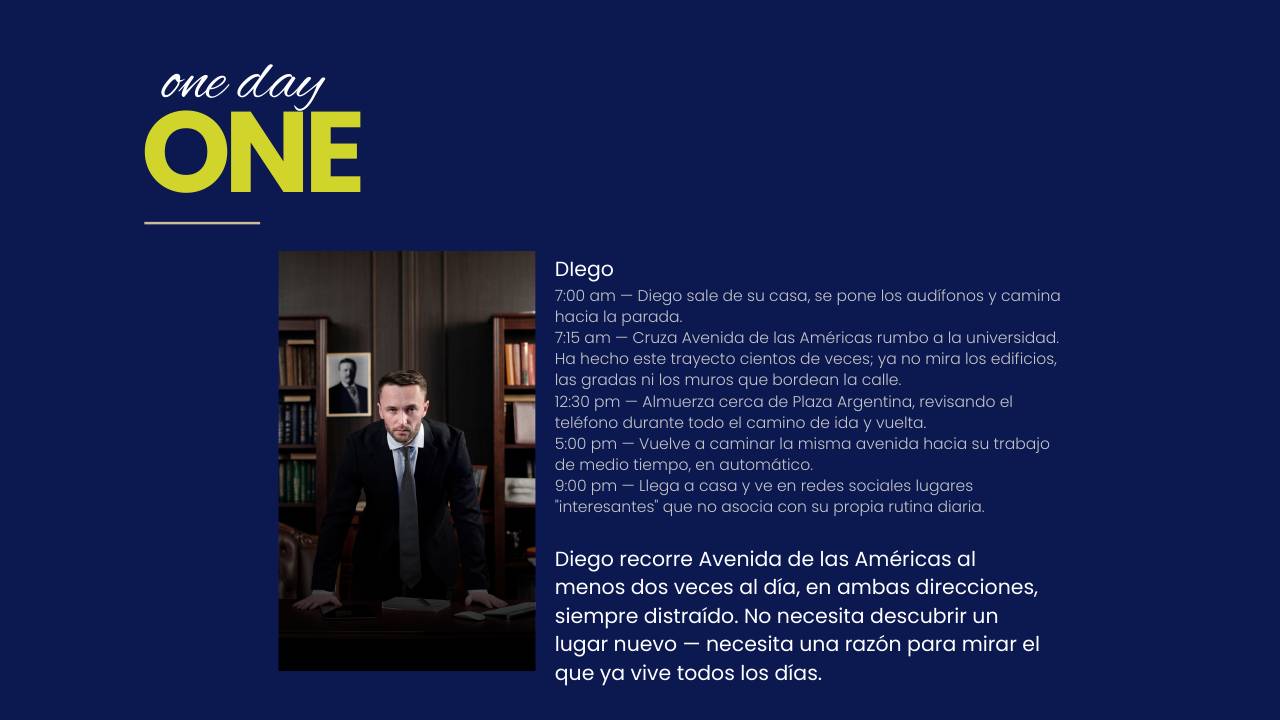 one day
ONE
DIego
7:00 am — Diego sale de su casa, se pone los audífonos y camina
hacia la parada.
7:15 am — Cruza Avenida de las Américas rumbo a la universidad.
Ha hecho este trayecto cientos de veces; ya no mira los edificios,
las gradas ni los muros que bordean la calle.
12:30 pm — Almuerza cerca de Plaza Argentina, revisando el
teléfono durante todo el camino de ida y vuelta.
5:00 pm — Vuelve a caminar la misma avenida hacia su trabajo
de medio tiempo, en automático.
9:00 pm — Llega a casa y ve en redes sociales lugares
"interesantes" que no asocia con su propia rutina diaria.
Diego recorre Avenida de las Américas al
menos dos veces al día, en ambas direcciones,
siempre distraído. No necesita descubrir un
lugar nuevo — necesita una razón para mirar el
que ya vive todos los días.